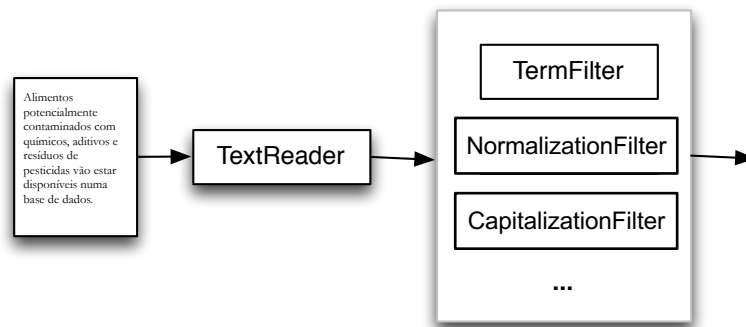 Alimentos
potencialmente
contaminados com
químicos, aditivos e
resíduos de
pesticidas vão estar
disponíveis numa
base de dados.
TextReader
TermFilter
NormalizationFilter
CapitalizationFilter
...